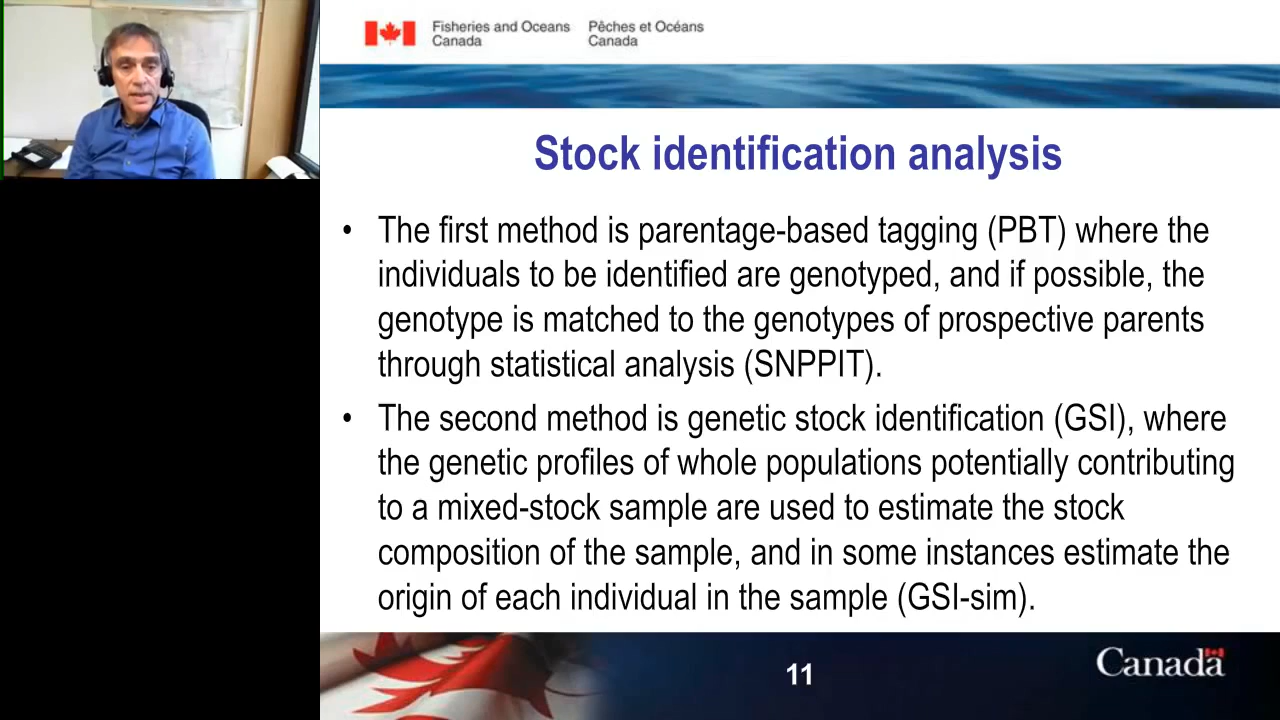 Fisheries and Oceans
Canada
Pêches et Océans
Canada
Stock identification analysis
• The first method is parentage-based tagging (PBT) where the
individuals to be identified are genotyped, and if possible, the
genotype is matched to the genotypes of prospective parents
through statistical analysis (SNPPIT).
• The second method is genetic stock identification (GSI), where
the genetic profiles of whole populations potentially contributing
to a mixed-stock sample are used to estimate the stock
composition of the sample, and in some instances estimate the
origin of each individual in the sample (GSI-sim).
11
Canada